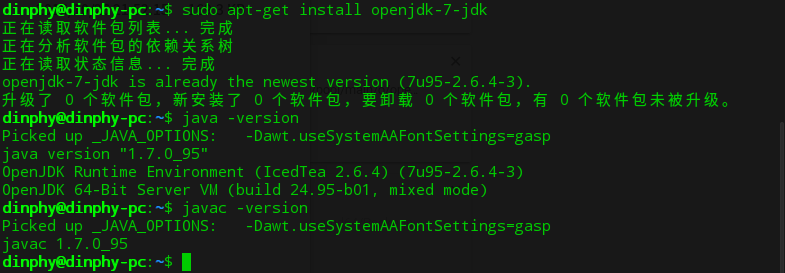 dinphy@dinphy-pc:~$ sudo apt-get install openjdk-7-jdk
正在读取软件包列表... 完成
正在分析软件包的依赖关系树
正在读取状态信息... 完成
openjdk-7-jdk is already the newest version (7u95-2.6.4-3).
升级了 0 个软件包，新安装了 0 个软件包，要卸载 0 个软件包，有 0 个软件包未被升级。
dinphy@dinphy-pc:~$ java -version
Picked up _JAVA_OPTIONS:   -Dawt.useSystemAAFontSettings=gasp
java version "1.7.0_95"
OpenJDK Runtime Environment (IcedTea 2.6.4) (7u95-2.6.4-3)
OpenJDK 64-Bit Server VM (build 24.95-b01, mixed mode)
dinphy@dinphy-pc:~$ javac -version
Picked up _JAVA_OPTIONS:   -Dawt.useSystemAAFontSettings=gasp
javac 1.7.0_95
dinphy@dinphy-pc:~$